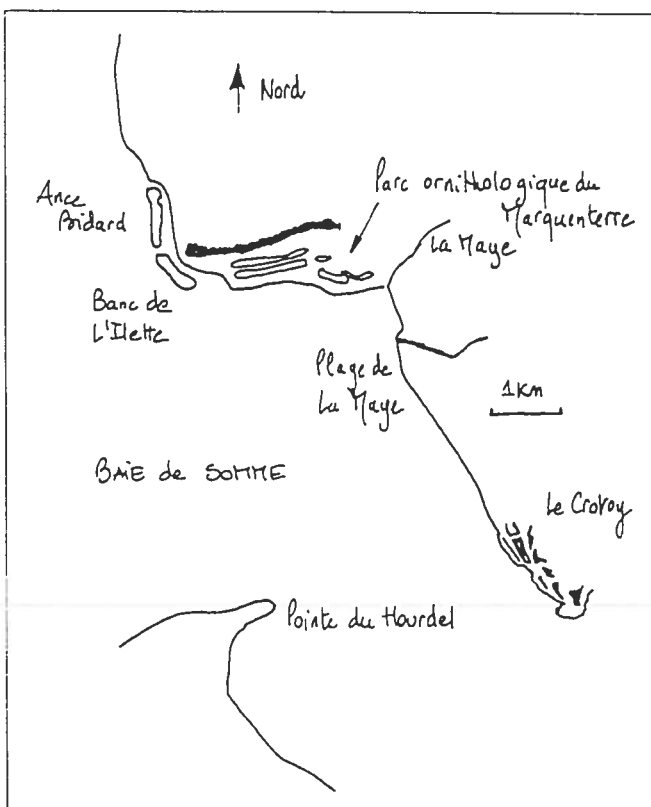 Nord
Parc ornithologique du
Marquenterre
La Maye
Ance
Bidard
Banc de
L'Ilette
Plage de
La Maye
1Km
BAIE de SOMME
Le Crotoy
Pointe du Hourdel